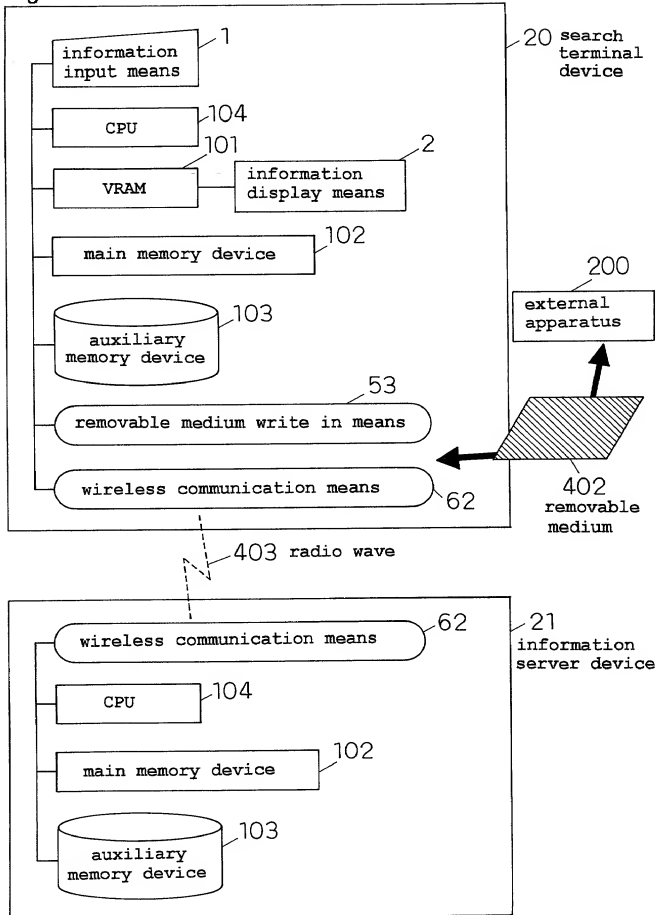 1
information
input means
20 search
terminal
device
104
CPU
101
VRAM
2
information
display means
102
main memory device
200
external
apparatus
103
auxiliary
memory device
53
removable medium write in means
wireless communication means
62
402
removable
medium
403 radio wave
62
wireless communication means
21
information
server device
104
CPU
102
main memory device
103
auxiliary
memory device